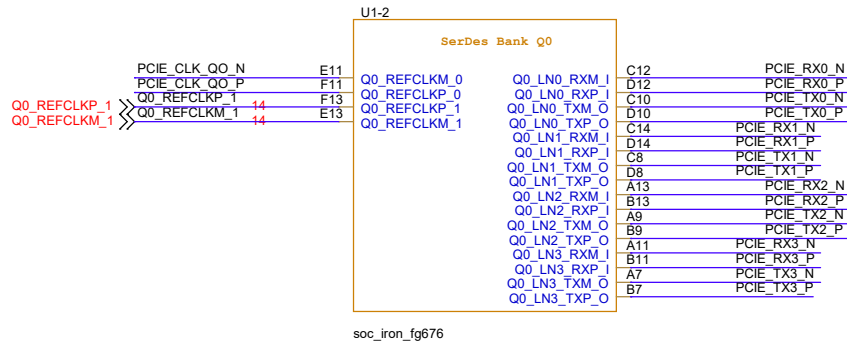 U1-2
SerDes Bank Q0
PCIE_CLK_QO_N E11 Q0_REFCLKM_0
PCIE_CLK_QO_P F11 Q0_REFCLKP_0
Q0_REFCLKP_1 14 Q0_REFCLKP_1 F13 Q0_REFCLKP_1
Q0_REFCLKM_1 14 Q0_REFCLKM_1 E13 Q0_REFCLKM_1
Q0_LN0_RXM_I C12 PCIE_RX0_N
Q0_LN0_RXP_I D12 PCIE_RX0_P
Q0_LN0_TXM_O C10 PCIE_TX0_N
Q0_LN0_TXP_O D10 PCIE_TX0_P
Q0_LN1_RXM_I C14 PCIE_RX1_N
Q0_LN1_RXP_I D14 PCIE_RX1_P
Q0_LN1_TXM_O C8 PCIE_TX1_N
Q0_LN1_TXP_O D8 PCIE_TX1_P
Q0_LN2_RXM_I A13 PCIE_RX2_N
Q0_LN2_RXP_I B13 PCIE_RX2_P
Q0_LN2_TXM_O A9 PCIE_TX2_N
Q0_LN2_TXP_O B9 PCIE_TX2_P
Q0_LN3_RXM_I A11 PCIE_RX3_N
Q0_LN3_RXP_I B11 PCIE_RX3_P
Q0_LN3_TXM_O A7 PCIE_TX3_N
Q0_LN3_TXP_O B7 PCIE_TX3_P
soc_iron_fg676